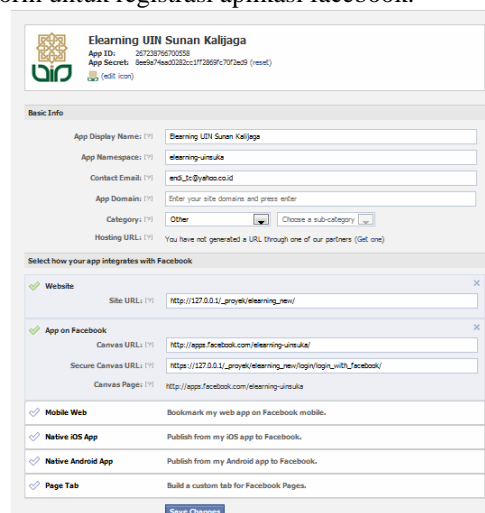 orm untuk registrasi aplikasi facebook.
Elearning UIN Sunan Kalijaga
App ID: 267238766700558
App Secret: 8ee9a74aad0282cc1ff2869fc70f2ed9 (reset)
(edit icon)
Basic Info
App Display Name: [?] Elearning UIN Sunan Kalijaga
App Namespace: [?] elearning-uinsuka
Contact Email: [?] endi_tc@yahoo.co.id
App Domain: [?] Enter your site domains and press enter
Category: [?] Other Choose a sub-category
Hosting URL: [?] You have not generated a URL through one of our partners (Get one)
Select how your app integrates with Facebook
Website
Site URL: [?] http://127.0.0.1/_proyek/elearning_new/
App on Facebook
Canvas URL: [?] http://apps.facebook.com/elearning-uinsuka/
Secure Canvas URL: [?] https://127.0.0.1/_proyek/elearning_new/login/login_with_facebook/
Canvas Page: [?] http://apps.facebook.com/elearning-uinsuka
Mobile Web Bookmark my web app on Facebook mobile.
Native iOS App Publish from my iOS app to Facebook.
Native Android App Publish from my Android app to Facebook.
Page Tab Build a custom tab for Facebook Pages.
Save Changes